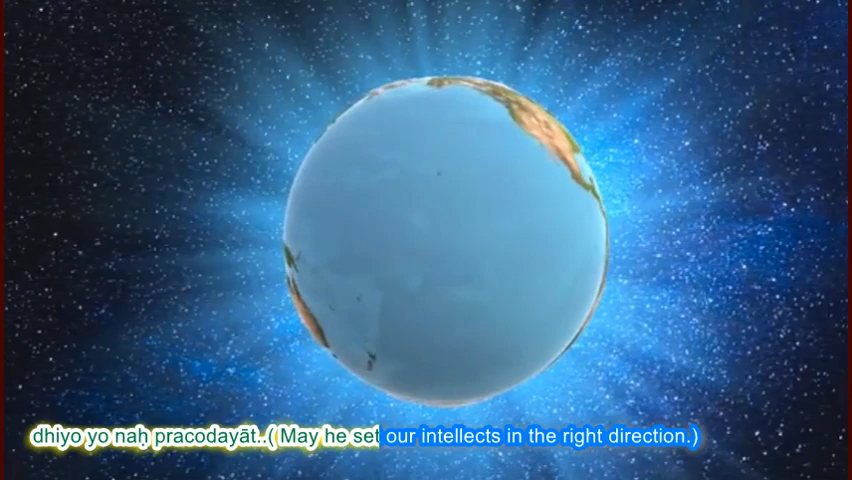 dhiyo yo naḥ pracodayāt..( May he set our intellects in the right direction.)